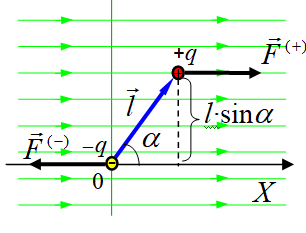 +q
F⃗ (+)
l⃗
l·sinα
F⃗ (−)
−q
α
0
X